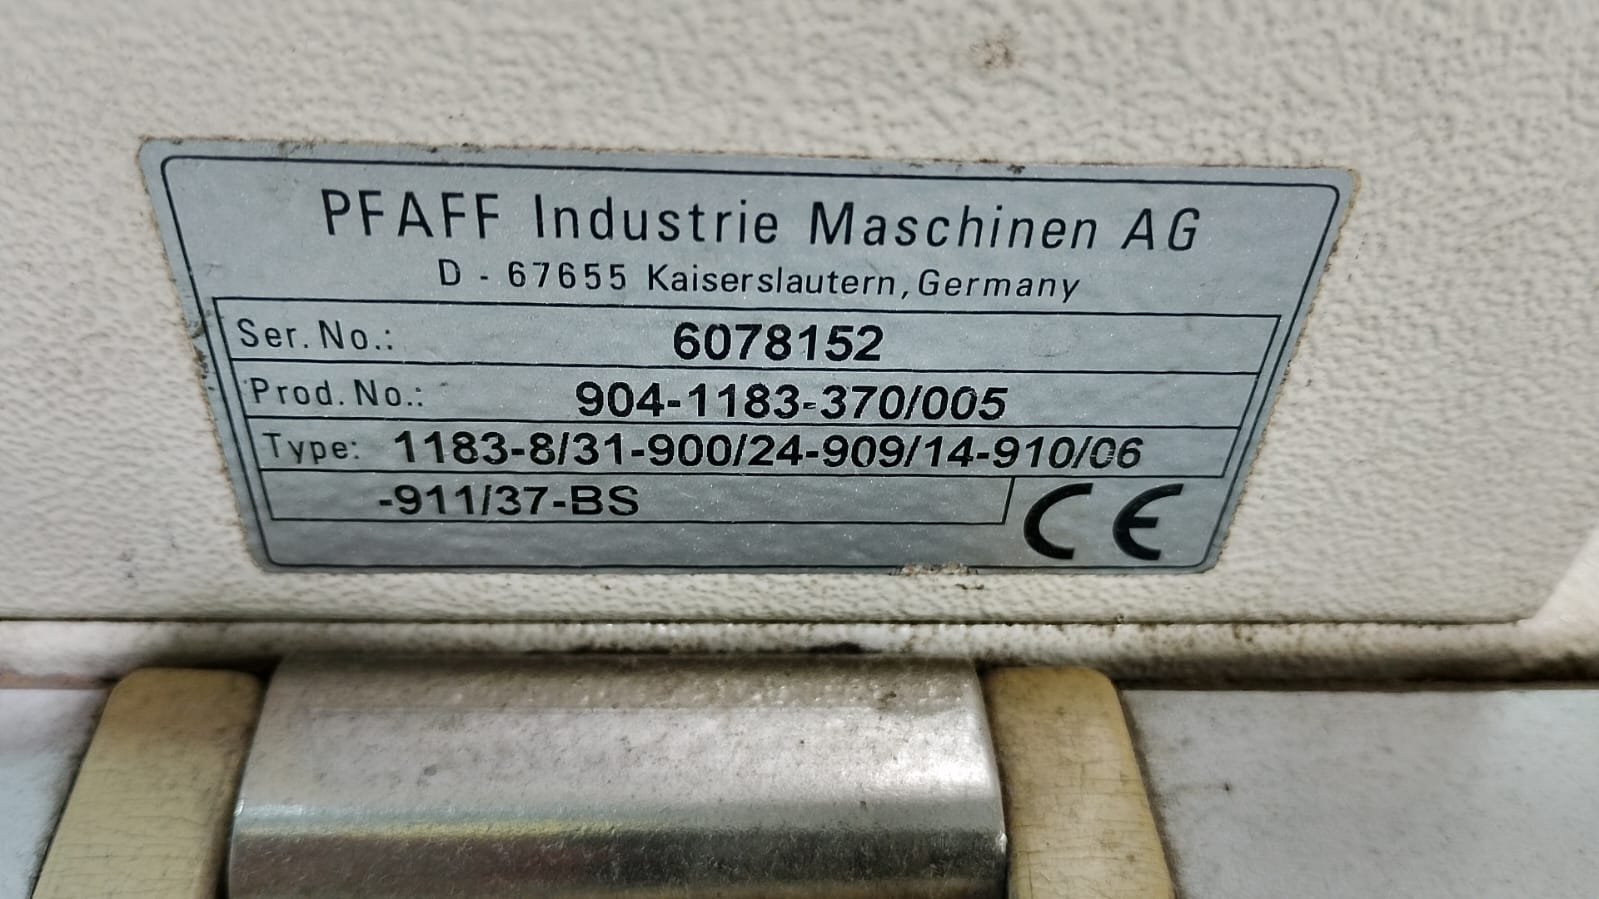 PFAFF Industrie Maschinen AG
D - 67655 Kaiserslautern, Germany
Ser. No.: 6078152
Prod. No.: 904-1183-370/005
Type: 1183-8/31-900/24-909/14-910/06
-911/37-BS
CE